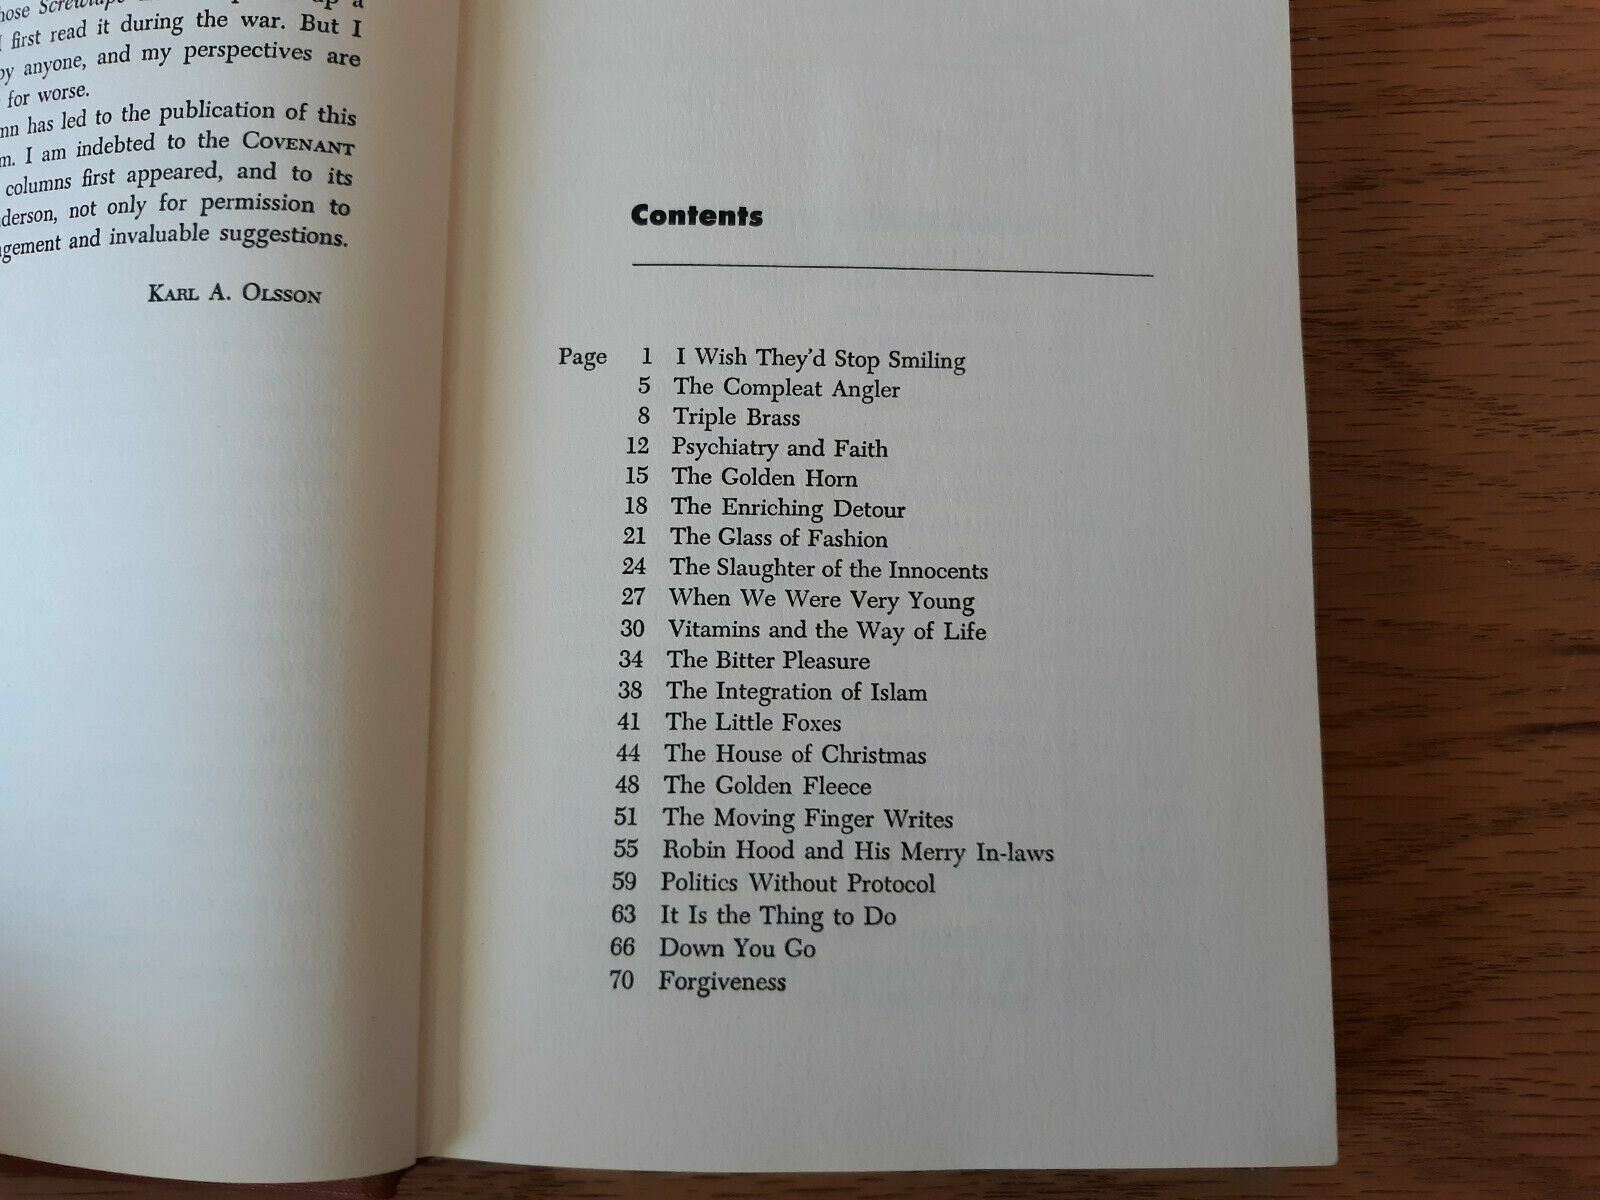 hose Screwtape up a
I first read it during the war. But I
by anyone, and my perspectives are
for worse.
mn has led to the publication of this
m. I am indebted to the COVENANT
columns first appeared, and to its
derson, not only for permission to
gement and invaluable suggestions.
KARL A. OLSSON
Contents
Page 1 I Wish They'd Stop Smiling
5 The Compleat Angler
8 Triple Brass
12 Psychiatry and Faith
15 The Golden Horn
18 The Enriching Detour
21 The Glass of Fashion
24 The Slaughter of the Innocents
27 When We Were Very Young
30 Vitamins and the Way of Life
34 The Bitter Pleasure
38 The Integration of Islam
41 The Little Foxes
44 The House of Christmas
48 The Golden Fleece
51 The Moving Finger Writes
55 Robin Hood and His Merry In-laws
59 Politics Without Protocol
63 It Is the Thing to Do
66 Down You Go
70 Forgiveness